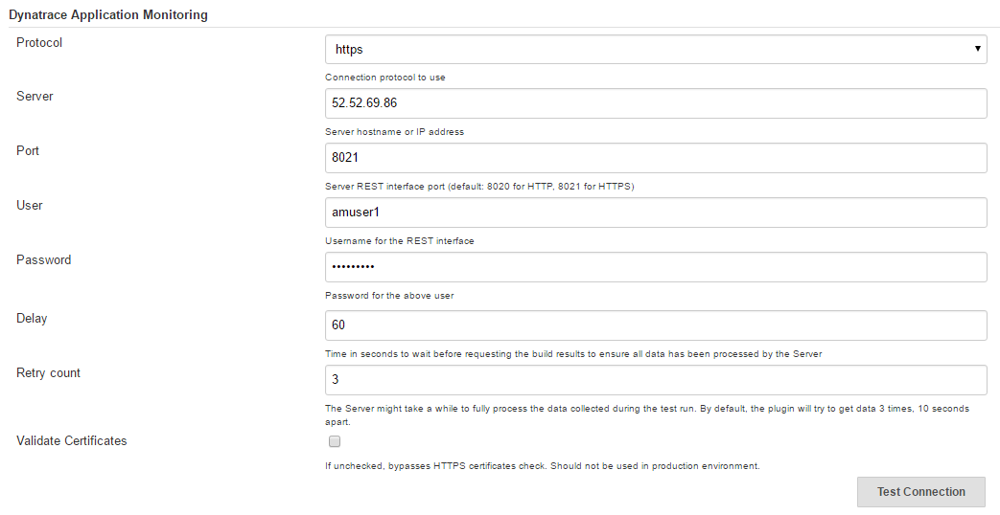 Dynatrace Application Monitoring
Protocol
https
Connection protocol to use
Server
52.52.69.86
Server hostname or IP address
Port
8021
Server REST interface port (default: 8020 for HTTP, 8021 for HTTPS)
User
amuser1
Username for the REST interface
Password
•••••••••
Password for the above user
Delay
60
Time in seconds to wait before requesting the build results to ensure all data has been processed by the Server
Retry count
3
The Server might take a while to fully process the data collected during the test run. By default, the plugin will try to get data 3 times, 10 seconds
apart.
Validate Certificates
If unchecked, bypasses HTTPS certificates check. Should not be used in production environment.
Test Connection